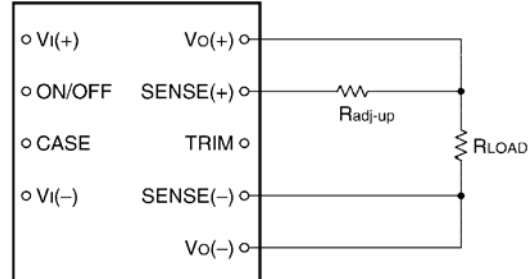 VI(+) VO(+)
ON/OFF SENSE(+)
Radj-up
CASE TRIM RLOAD
VI(–) SENSE(–)
VO(–)